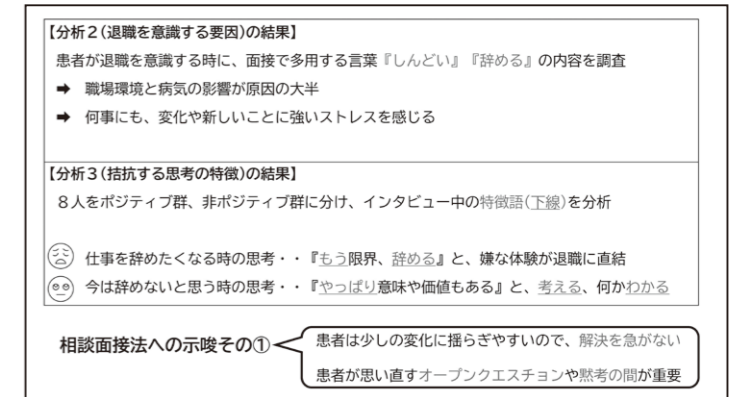 【分析２(退職を意識する要因)の結果】
患者が退職を意識する時に、面接で多用する言葉『しんどい』『辞める』の内容を調査
➡ 職場環境と病気の影響が原因の大半
➡ 何事にも、変化や新しいことに強いストレスを感じる
【分析３(拮抗する思考の特徴)の結果】
８人をポジティブ群、非ポジティブ群に分け、インタビュー中の特徴語(下線)を分析
仕事を辞めたくなる時の思考・・『もう限界、辞める』と、嫌な体験が退職に直結
今は辞めないと思う時の思考・・『やっぱり意味や価値もある』と、考える、何かわかる
相談面接法への示唆その①
患者は少しの変化に揺らぎやすいので、解決を急がない
患者が思い直すオープンクエスチョンや黙考の間が重要